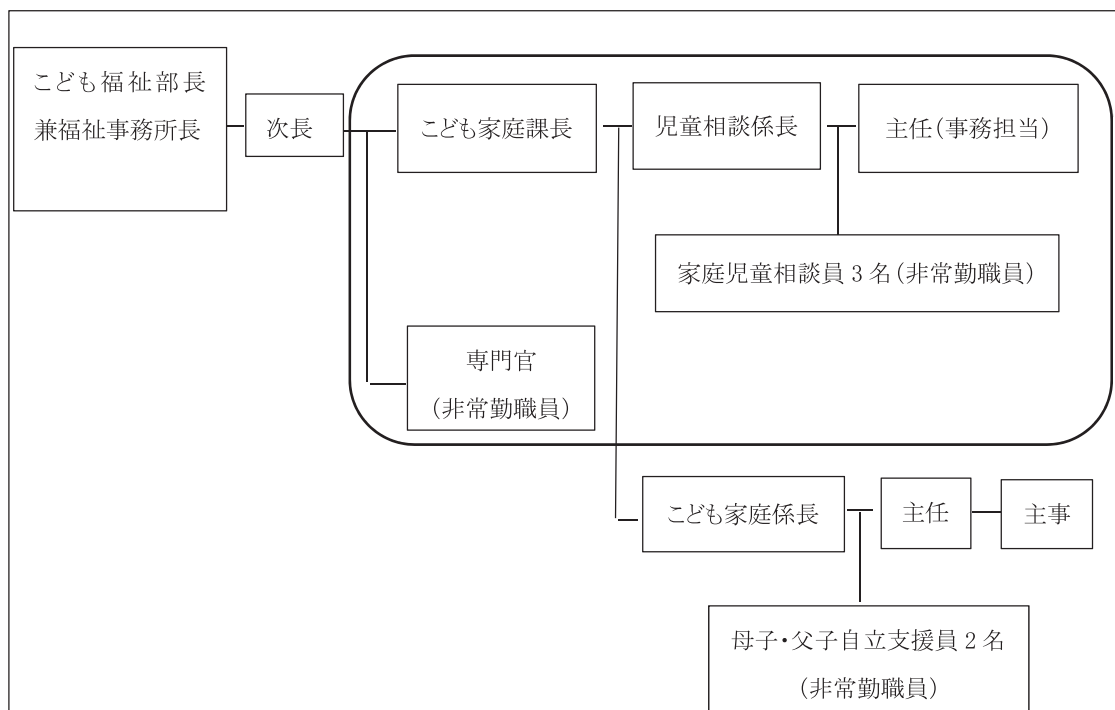 こども福祉部長
兼福祉事務所長
次長
こども家庭課長
児童相談係長
主任(事務担当)
家庭児童相談員3名(非常勤職員)
専門官
(非常勤職員)
こども家庭係長
主任
主事
母子・父子自立支援員2名
(非常勤職員)